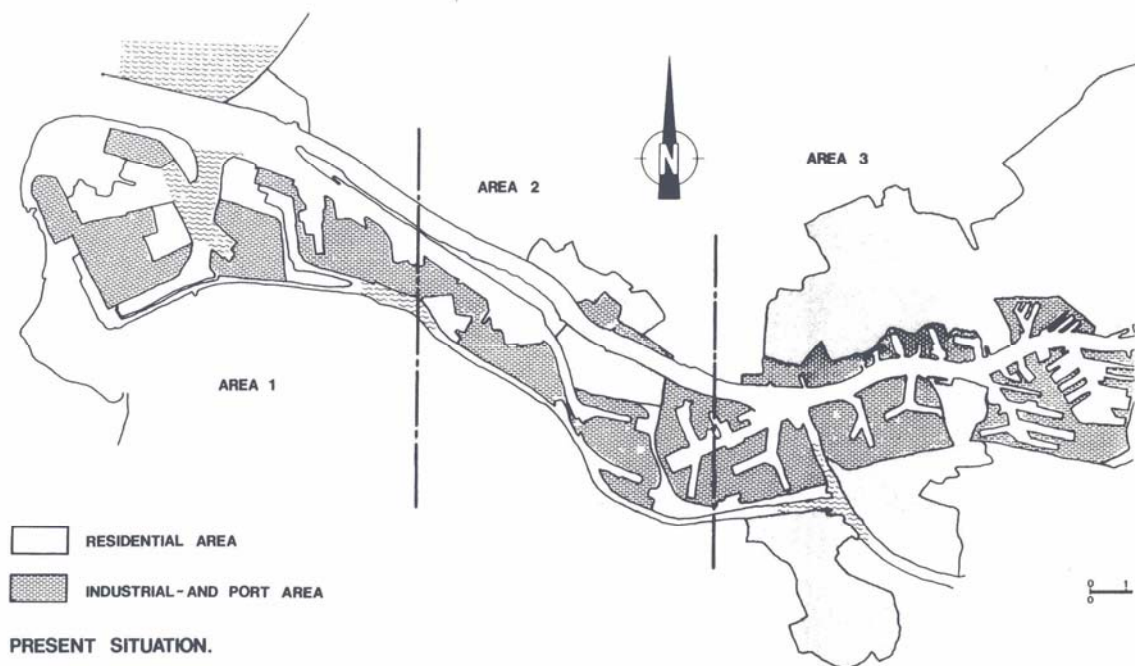 AREA 2
N
AREA 3
AREA 1
RESIDENTIAL AREA
INDUSTRIAL-AND PORT AREA
0 1
0
PRESENT SITUATION.